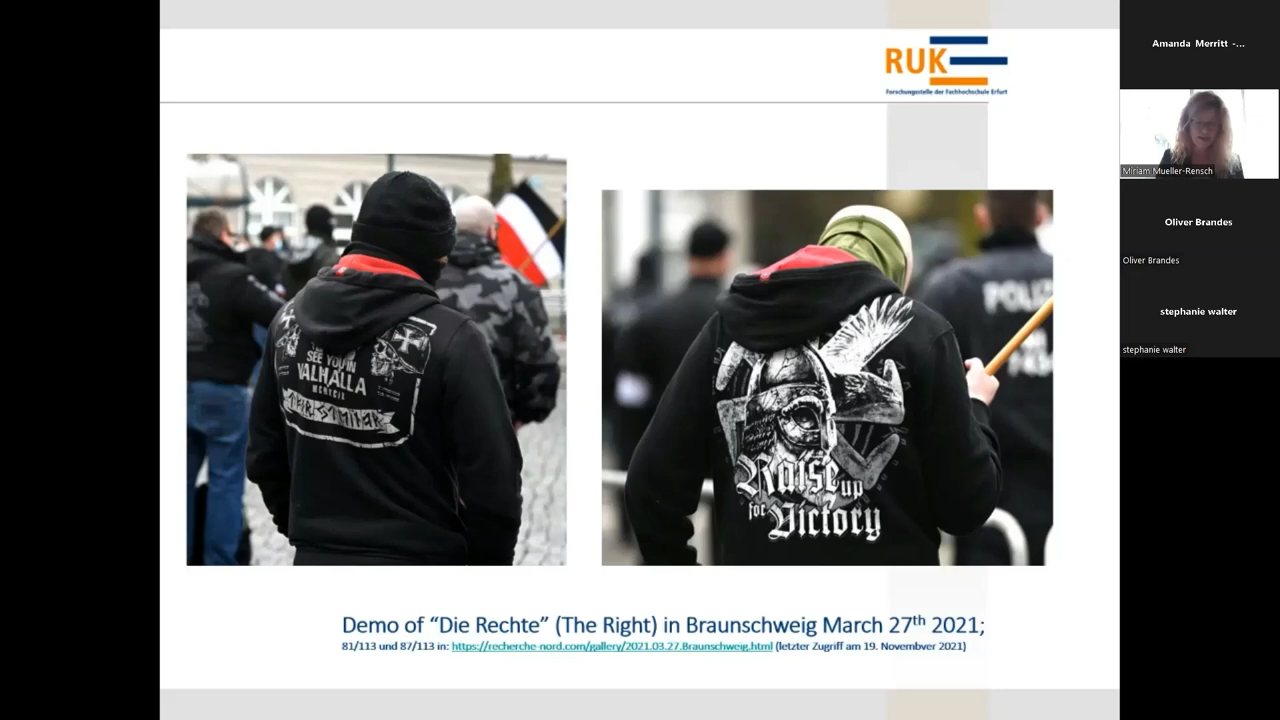 RUK
Forschungsstelle der Fachhochschule Erfurt
SEE YOU IN
VALHALLA
Raise up
for Victory
POLIZ
Demo of “Die Rechte” (The Right) in Braunschweig March 27th 2021;
81/113 und 87/113 in: https://recherche-nord.com/gallery/2021.03.27.Braunschweig.html (letzter Zugriff am 19. Novembver 2021)
Amanda Merritt -...
Miriam Mueller-Rensch
Oliver Brandes
Oliver Brandes
stephanie walter
stephanie walter